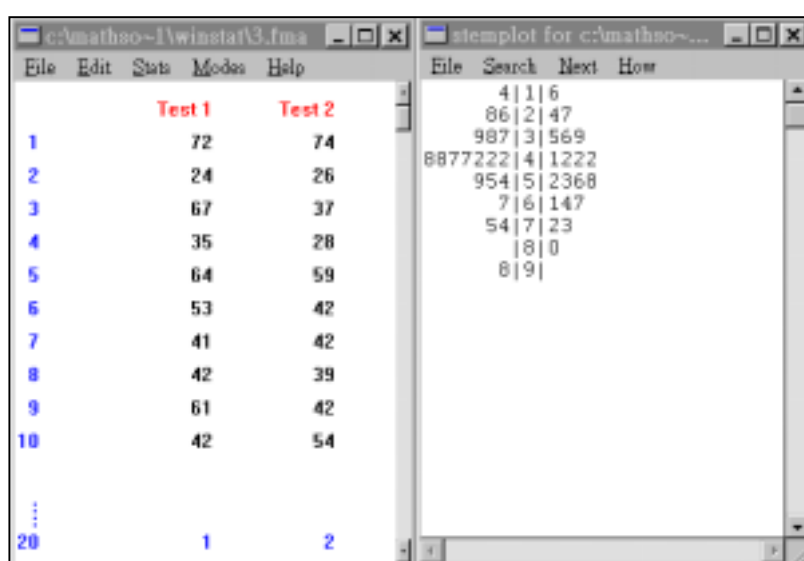 c:\mathso~1\winstat\3.fma
File Edit Stats Modes Help
Test 1 Test 2
1 72 74
2 24 26
3 67 37
4 35 28
5 64 59
6 53 42
7 41 42
8 42 39
9 61 42
10 42 54
20 1 2
stemplot for c:\mathso~...
File Search Next How
4|1|6
86|2|47
987|3|569
8877222|4|1222
954|5|2368
7|6|147
54|7|23
|8|0
8|9|